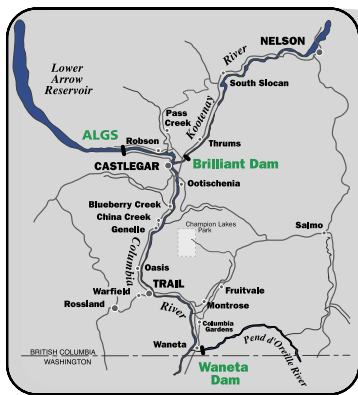 NELSON
River
Lower
Arrow
Reservoir
South Slocan
Pass
Creek
Kootenay
ALGS
Robson
Thrums
CASTLEGAR
Brilliant Dam
Ootischenia
Blueberry Creek
China Creek
Genelle
Champion Lakes
Park
Salmo
Columbia
Oasis
TRAIL
Warfield
Fruitvale
Rossland
Montrose
River
Columbia
Gardens
Waneta
Pend d'Oreille River
BRITISH COLUMBIA
WASHINGTON
Waneta
Dam